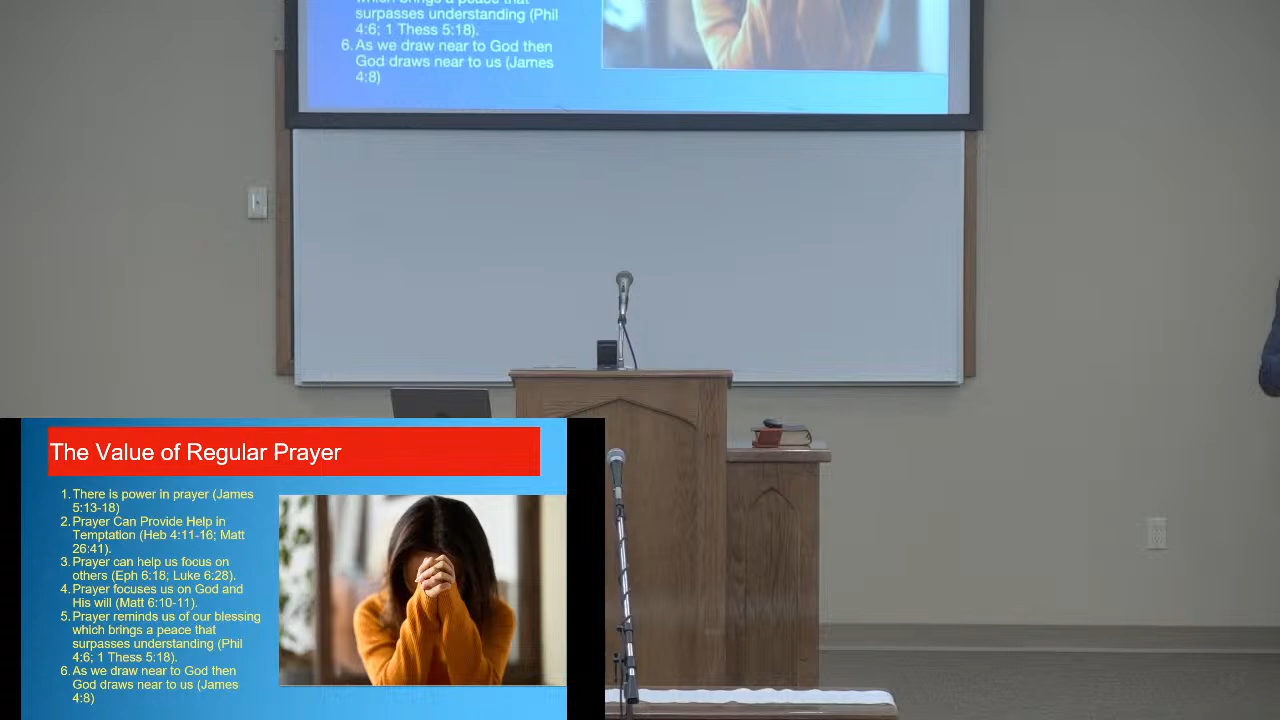 which brings a peace that
surpasses understanding (Phil
4:6; 1 Thess 5:18).
6. As we draw near to God then
God draws near to us (James
4:8)
The Value of Regular Prayer
1. There is power in prayer (James
5:13-18)
2. Prayer Can Provide Help in
Temptation (Heb 4:11-16; Matt
26:41).
3. Prayer can help us focus on
others (Eph 6:18; Luke 6:28).
4. Prayer focuses us on God and
His will (Matt 6:10-11).
5. Prayer reminds us of our blessing
which brings a peace that
surpasses understanding (Phil
4:6; 1 Thess 5:18).
6. As we draw near to God then
God draws near to us (James
4:8)